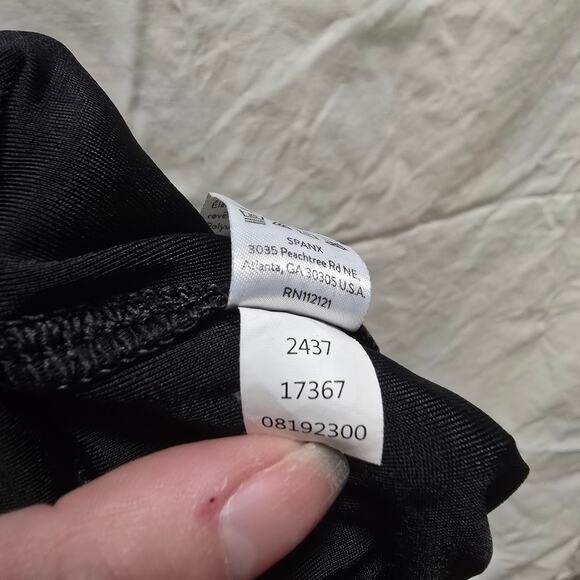 SPANX
3035 Peachtree Rd NE,
Atlanta, GA 30305 U.S.A.
RN112121
2437
17367
08192300